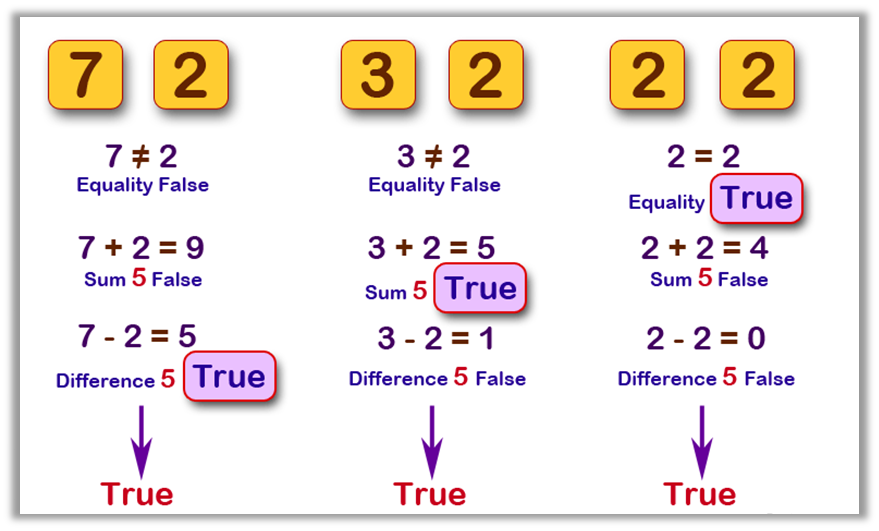 7 2
7 ≠ 2
Equality False
7 + 2 = 9
Sum 5 False
7 - 2 = 5
Difference 5 True
True
3 2
3 ≠ 2
Equality False
3 + 2 = 5
Sum 5 True
3 - 2 = 1
Difference 5 False
True
2 2
2 = 2
Equality True
2 + 2 = 4
Sum 5 False
2 - 2 = 0
Difference 5 False
True